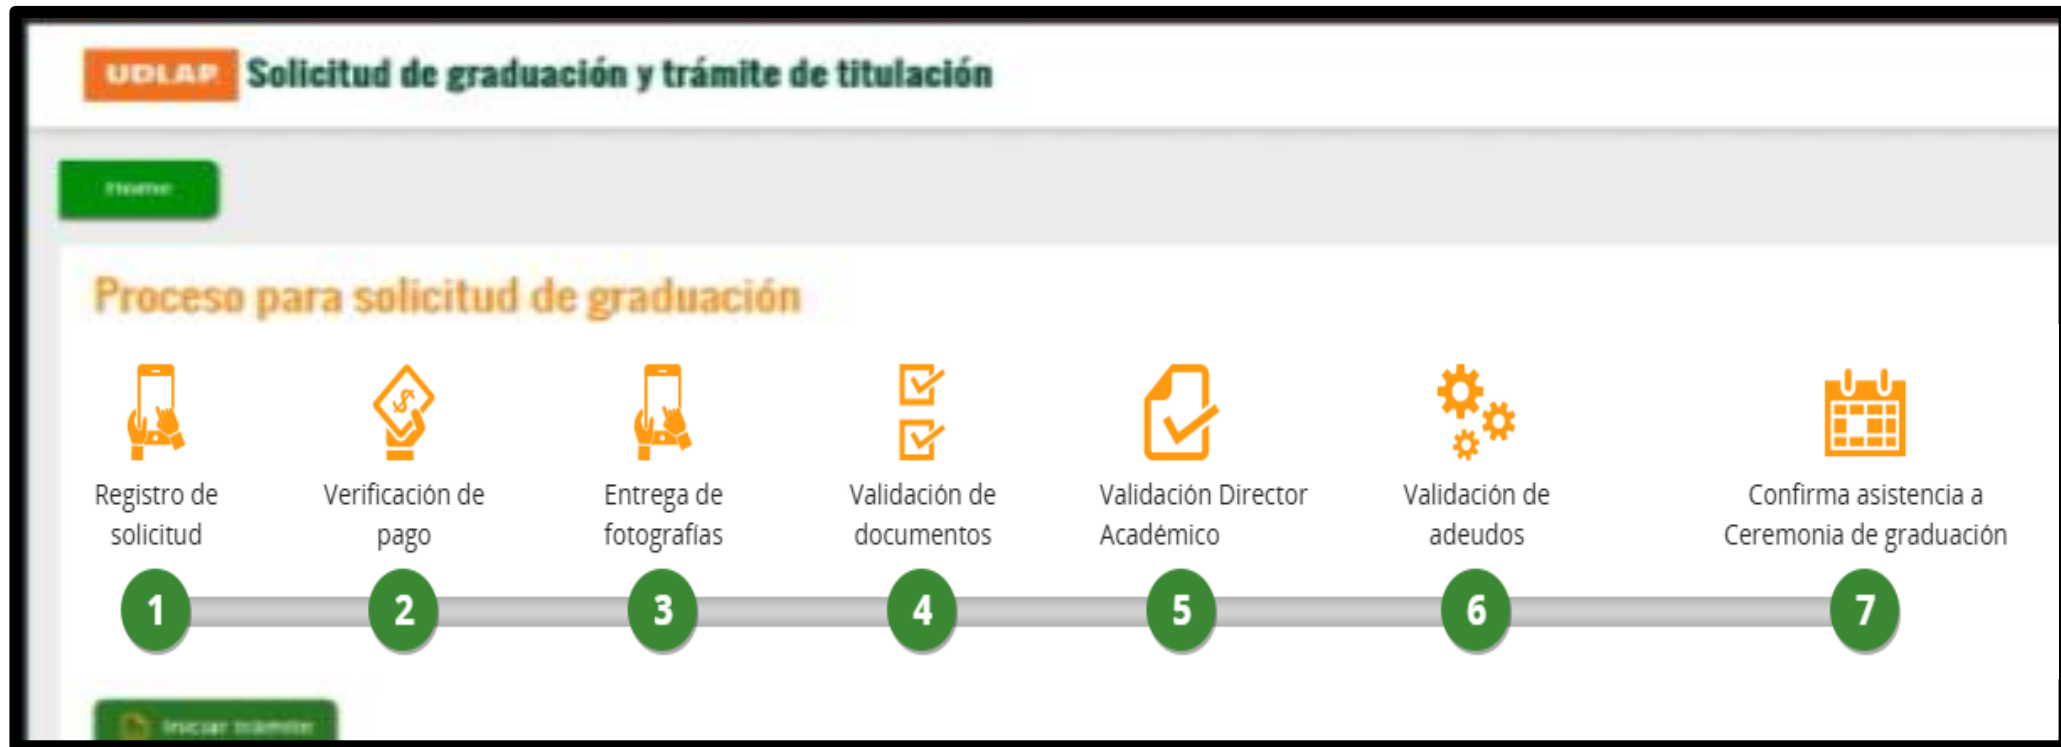 UDLAP Solicitud de graduación y trámite de titulación
Home
Proceso para solicitud de graduación
Registro de
solicitud
Verificación de
pago
Entrega de
fotografías
Validación de
documentos
Validación Director
Académico
Validación de
adeudos
Confirma asistencia a
Ceremonia de graduación
1 2 3 4 5 6 7
Iniciar trámite